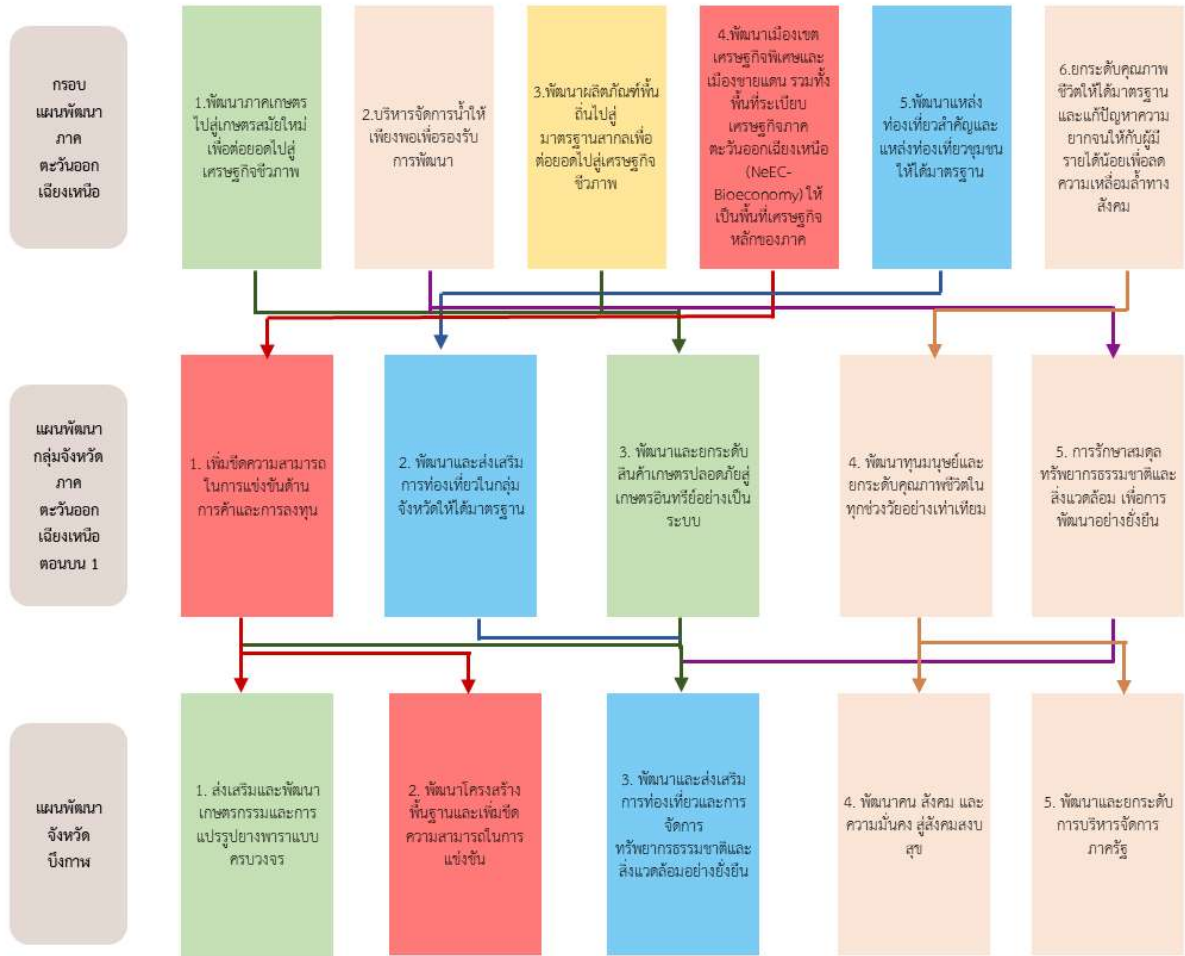 กรอบ
แผนพัฒนา
ภาค
ตะวันออก
เฉียงเหนือ
1.พัฒนาภาคเกษตร
ไปสู่เกษตรสมัยใหม่
เพื่อต่อยอดไปสู่
เศรษฐกิจชีวภาพ
2.บริหารจัดการน้ำให้
เพียงพอเพื่อรองรับ
การพัฒนา
3.พัฒนาผลิตภัณฑ์พื้น
ถิ่นไปสู่
มาตรฐานสากลเพื่อ
ต่อยอดไปสู่เศรษฐกิจ
ชีวภาพ
4.พัฒนาเมืองเขต
เศรษฐกิจพิเศษและ
เมืองชายแดน รวมทั้ง
พื้นที่ระเบียบ
เศรษฐกิจภาค
ตะวันออกเฉียงเหนือ
(NeEC-
Bioeconomy) ให้
เป็นพื้นที่เศรษฐกิจ
หลักของภาค
5.พัฒนาแหล่ง
ท่องเที่ยวสำคัญและ
แหล่งท่องเที่ยวชุมชน
ให้ได้มาตรฐาน
6.ยกระดับคุณภาพ
ชีวิตให้ได้มาตรฐาน
และแก้ปัญหาความ
ยากจนให้กับผู้มี
รายได้น้อยเพื่อลด
ความเหลื่อมล้ำทาง
สังคม
แผนพัฒนา
กลุ่มจังหวัด
ภาค
ตะวันออก
เฉียงเหนือ
ตอนบน 1
1. เพิ่มขีดความสามารถ
ในการแข่งขันด้าน
การค้าและการลงทุน
2. พัฒนาและส่งเสริม
การท่องเที่ยวในกลุ่ม
จังหวัดให้ได้มาตรฐาน
3. พัฒนาและยกระดับ
สินค้าเกษตรปลอดภัยสู่
เกษตรอินทรีย์อย่างเป็น
ระบบ
4. พัฒนาทุนมนุษย์และ
ยกระดับคุณภาพชีวิตใน
ทุกช่วงวัยอย่างเท่าเทียม
5. การรักษาสมดุล
ทรัพยากรธรรมชาติและ
สิ่งแวดล้อม เพื่อการ
พัฒนาอย่างยั่งยืน
แผนพัฒนา
จังหวัด
บึงกาฬ
1. ส่งเสริมและพัฒนา
เกษตรกรรมและการ
แปรรูปยางพาราแบบ
ครบวงจร
2. พัฒนาโครงสร้าง
พื้นฐานและเพิ่มขีด
ความสามารถในการ
แข่งขัน
3. พัฒนาและส่งเสริม
การท่องเที่ยวและการ
จัดการ
ทรัพยากรธรรมชาติและ
สิ่งแวดล้อมอย่างยั่งยืน
4. พัฒนาคน สังคม และ
ความมั่นคง สู่สังคมสงบ
สุข
5. พัฒนาและยกระดับ
การบริหารจัดการ
ภาครัฐ